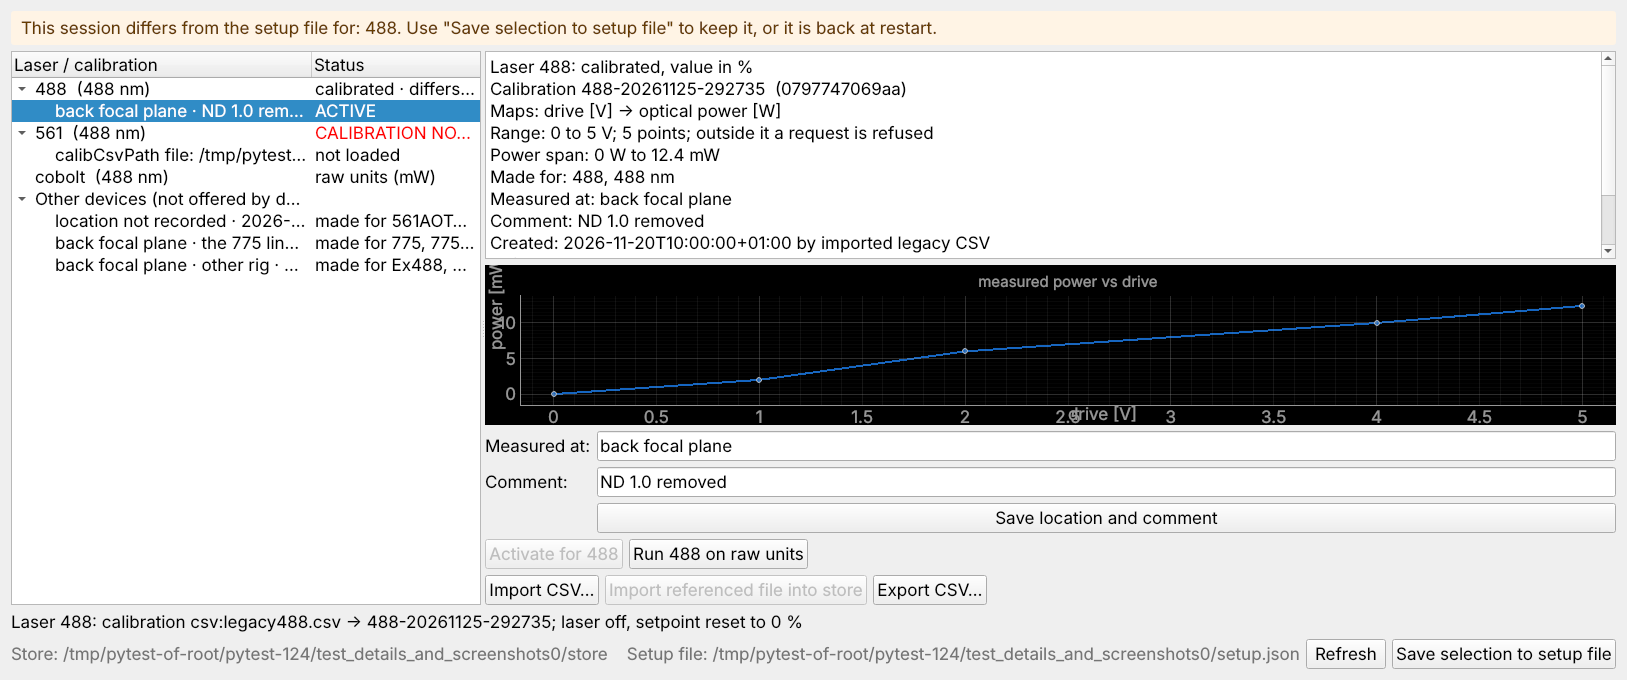 This session differs from the setup file for: 488. Use "Save selection to setup file" to keep it, or it is back at restart.
Laser / calibration Status
488 (488 nm) calibrated · differs...
back focal plane · ND 1.0 rem... ACTIVE
561 (488 nm) CALIBRATION NO...
calibCsvPath file: /tmp/pytest... not loaded
cobolt (488 nm) raw units (mW)
Other devices (not offered by d...
location not recorded · 2026-... made for 561AOT...
back focal plane · the 775 lin... made for 775, 775...
back focal plane · other rig · ... made for Ex488, ...
Laser 488: calibrated, value in %
Calibration 488-20261125-292735 (0797747069aa)
Maps: drive [V] → optical power [W]
Range: 0 to 5 V; 5 points; outside it a request is refused
Power span: 0 W to 12.4 mW
Made for: 488, 488 nm
Measured at: back focal plane
Comment: ND 1.0 removed
Created: 2026-11-20T10:00:00+01:00 by imported legacy CSV
measured power vs drive
power [mW
10
5
0
0 0.5 1 1.5 2 2.5 3 3.5 4 4.5 5
drive [V]
Measured at: back focal plane
Comment: ND 1.0 removed
Save location and comment
Activate for 488 Run 488 on raw units
Import CSV... Import referenced file into store Export CSV...
Laser 488: calibration csv:legacy488.csv → 488-20261125-292735; laser off, setpoint reset to 0 %
Store: /tmp/pytest-of-root/pytest-124/test_details_and_screenshots0/store Setup file: /tmp/pytest-of-root/pytest-124/test_details_and_screenshots0/setup.json Refresh Save selection to setup file